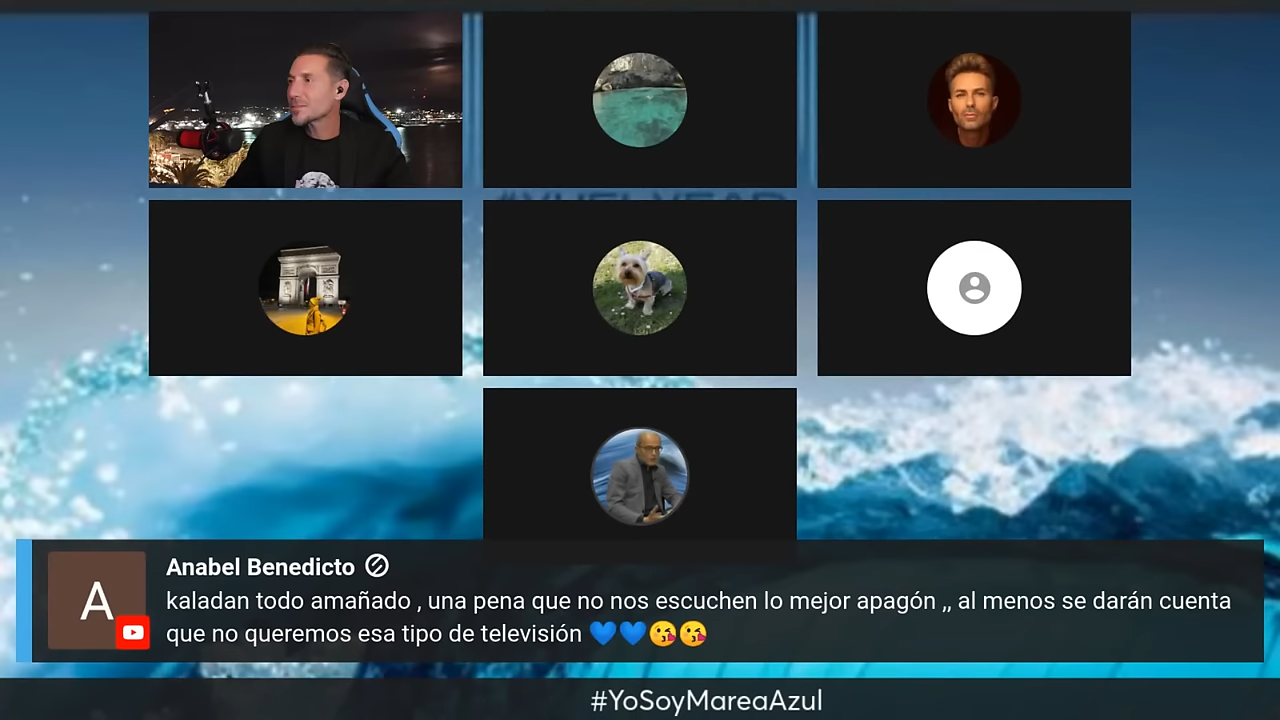 Anabel Benedicto
A
kaladan todo amañado , una pena que no nos escuchen lo mejor apagón ,, al menos se darán cuenta
que no queremos esa tipo de televisión 💙💙😘😘
#YoSoyMareaAzul